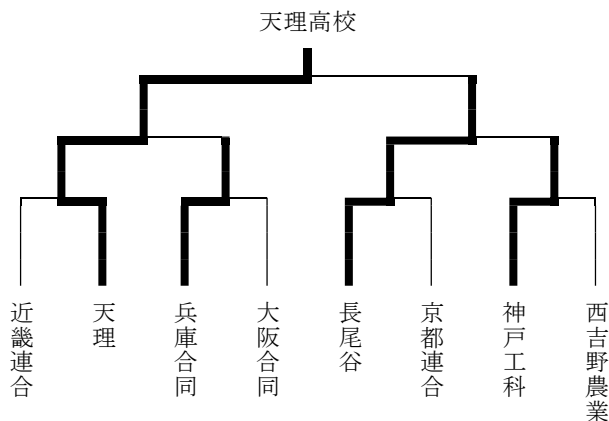 天理高校
近畿連合
天理
兵庫合同
大阪合同
長尾谷
京都連合
神戸工科
西吉野農業